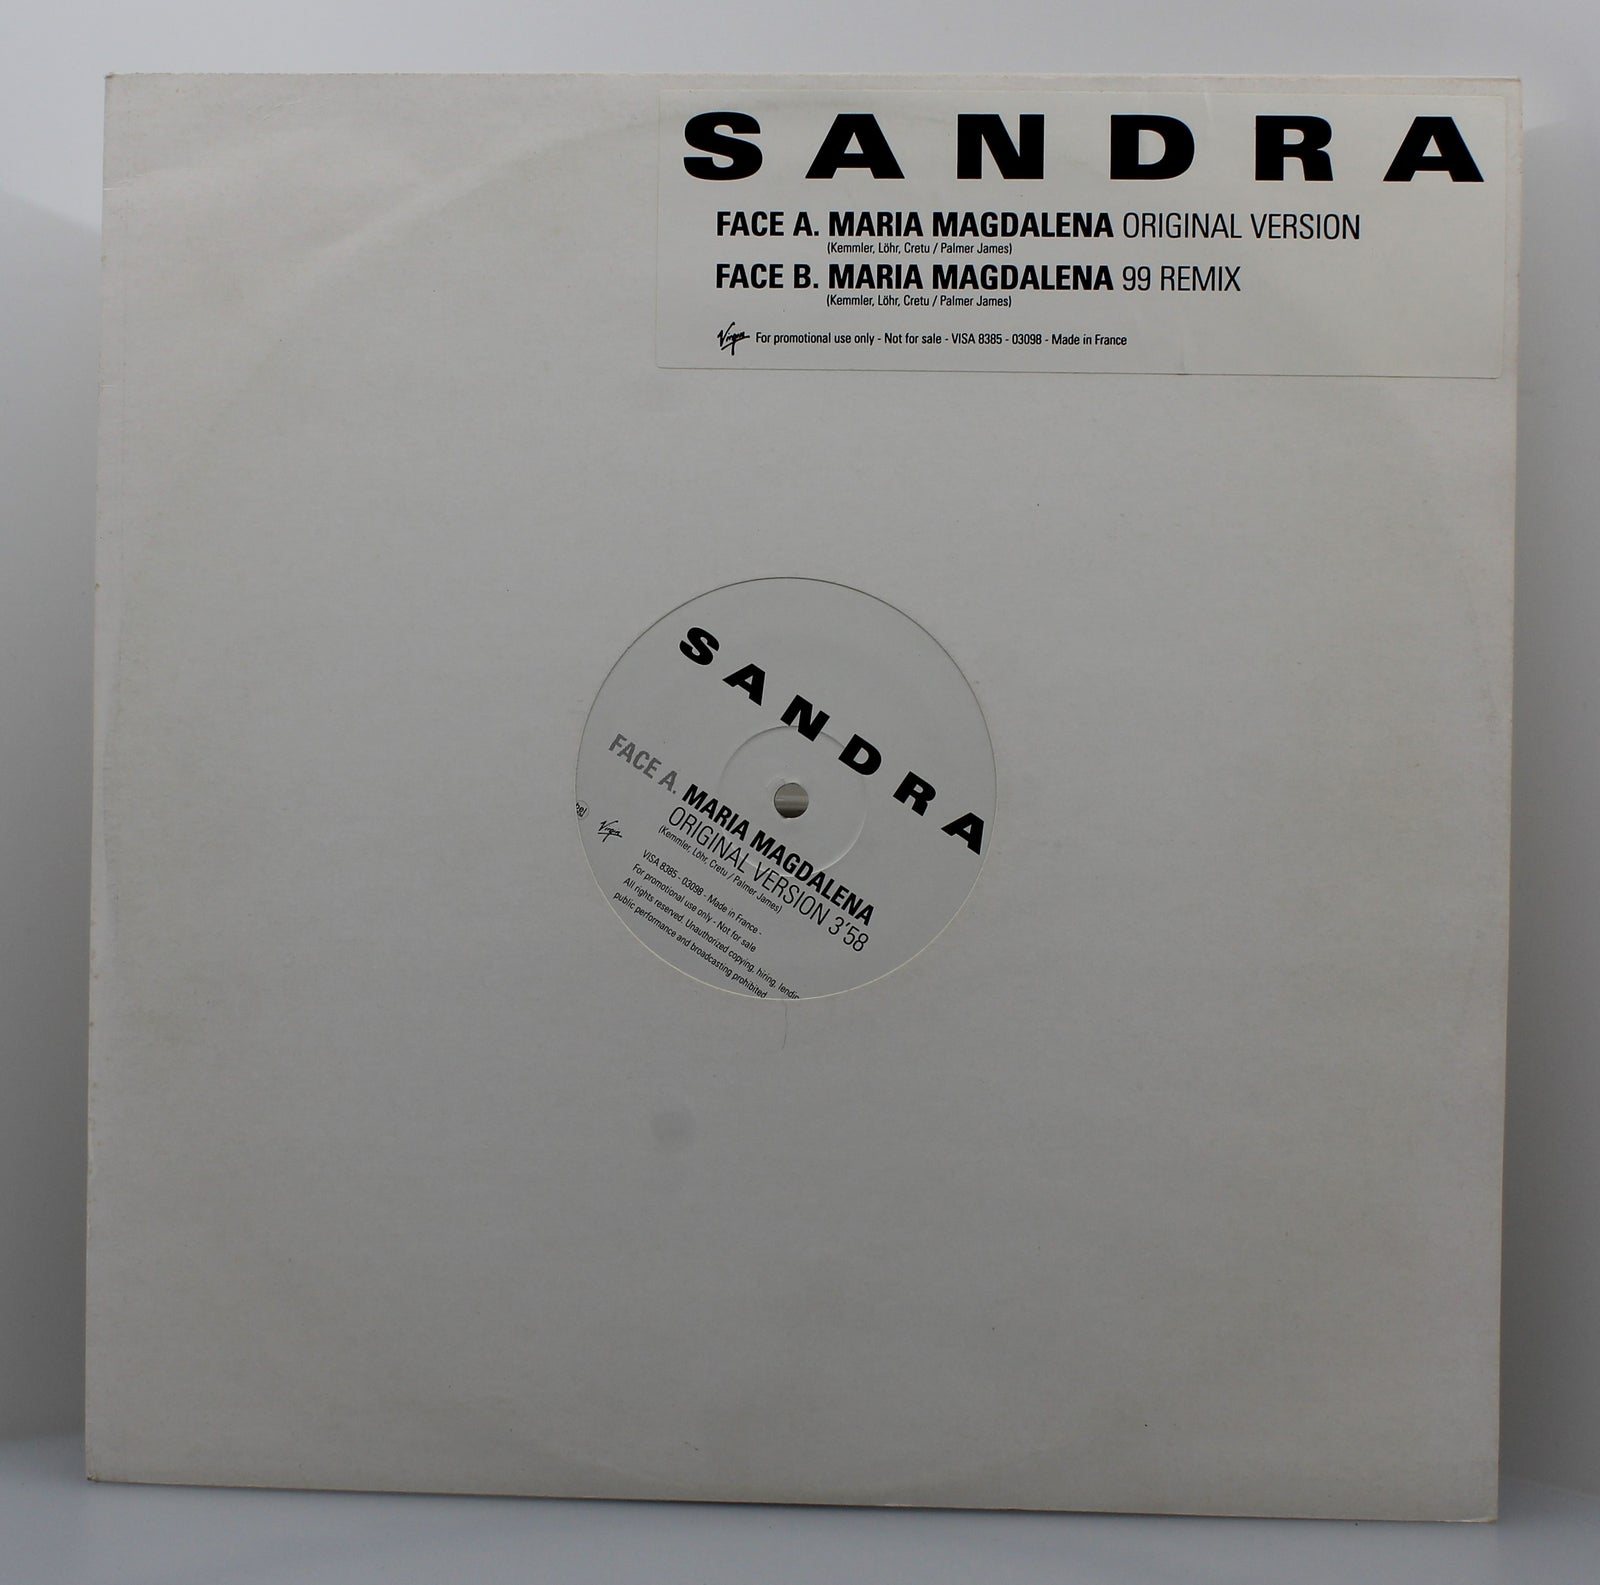 SANDRA
FACE A. MARIA MAGDALENA ORIGINAL VERSION
(Kemmler, Löhr, Cretu / Palmer James)
FACE B. MARIA MAGDALENA 99 REMIX
(Kemmler, Löhr, Cretu / Palmer James)
Virgin For promotional use only - Not for sale - VISA 8385 - 03098 - Made in France
SANDRA
FACE A. MARIA MAGDALENA
ORIGINAL VERSION 3'58
(Kemmler, Löhr, Cretu / Palmer James)
Virgin
VISA 8385 - 03098 - Made in France -
For promotional use only - Not for sale
All rights reserved. Unauthorized copying, hiring, lendin
public performance and broadcasting prohibited